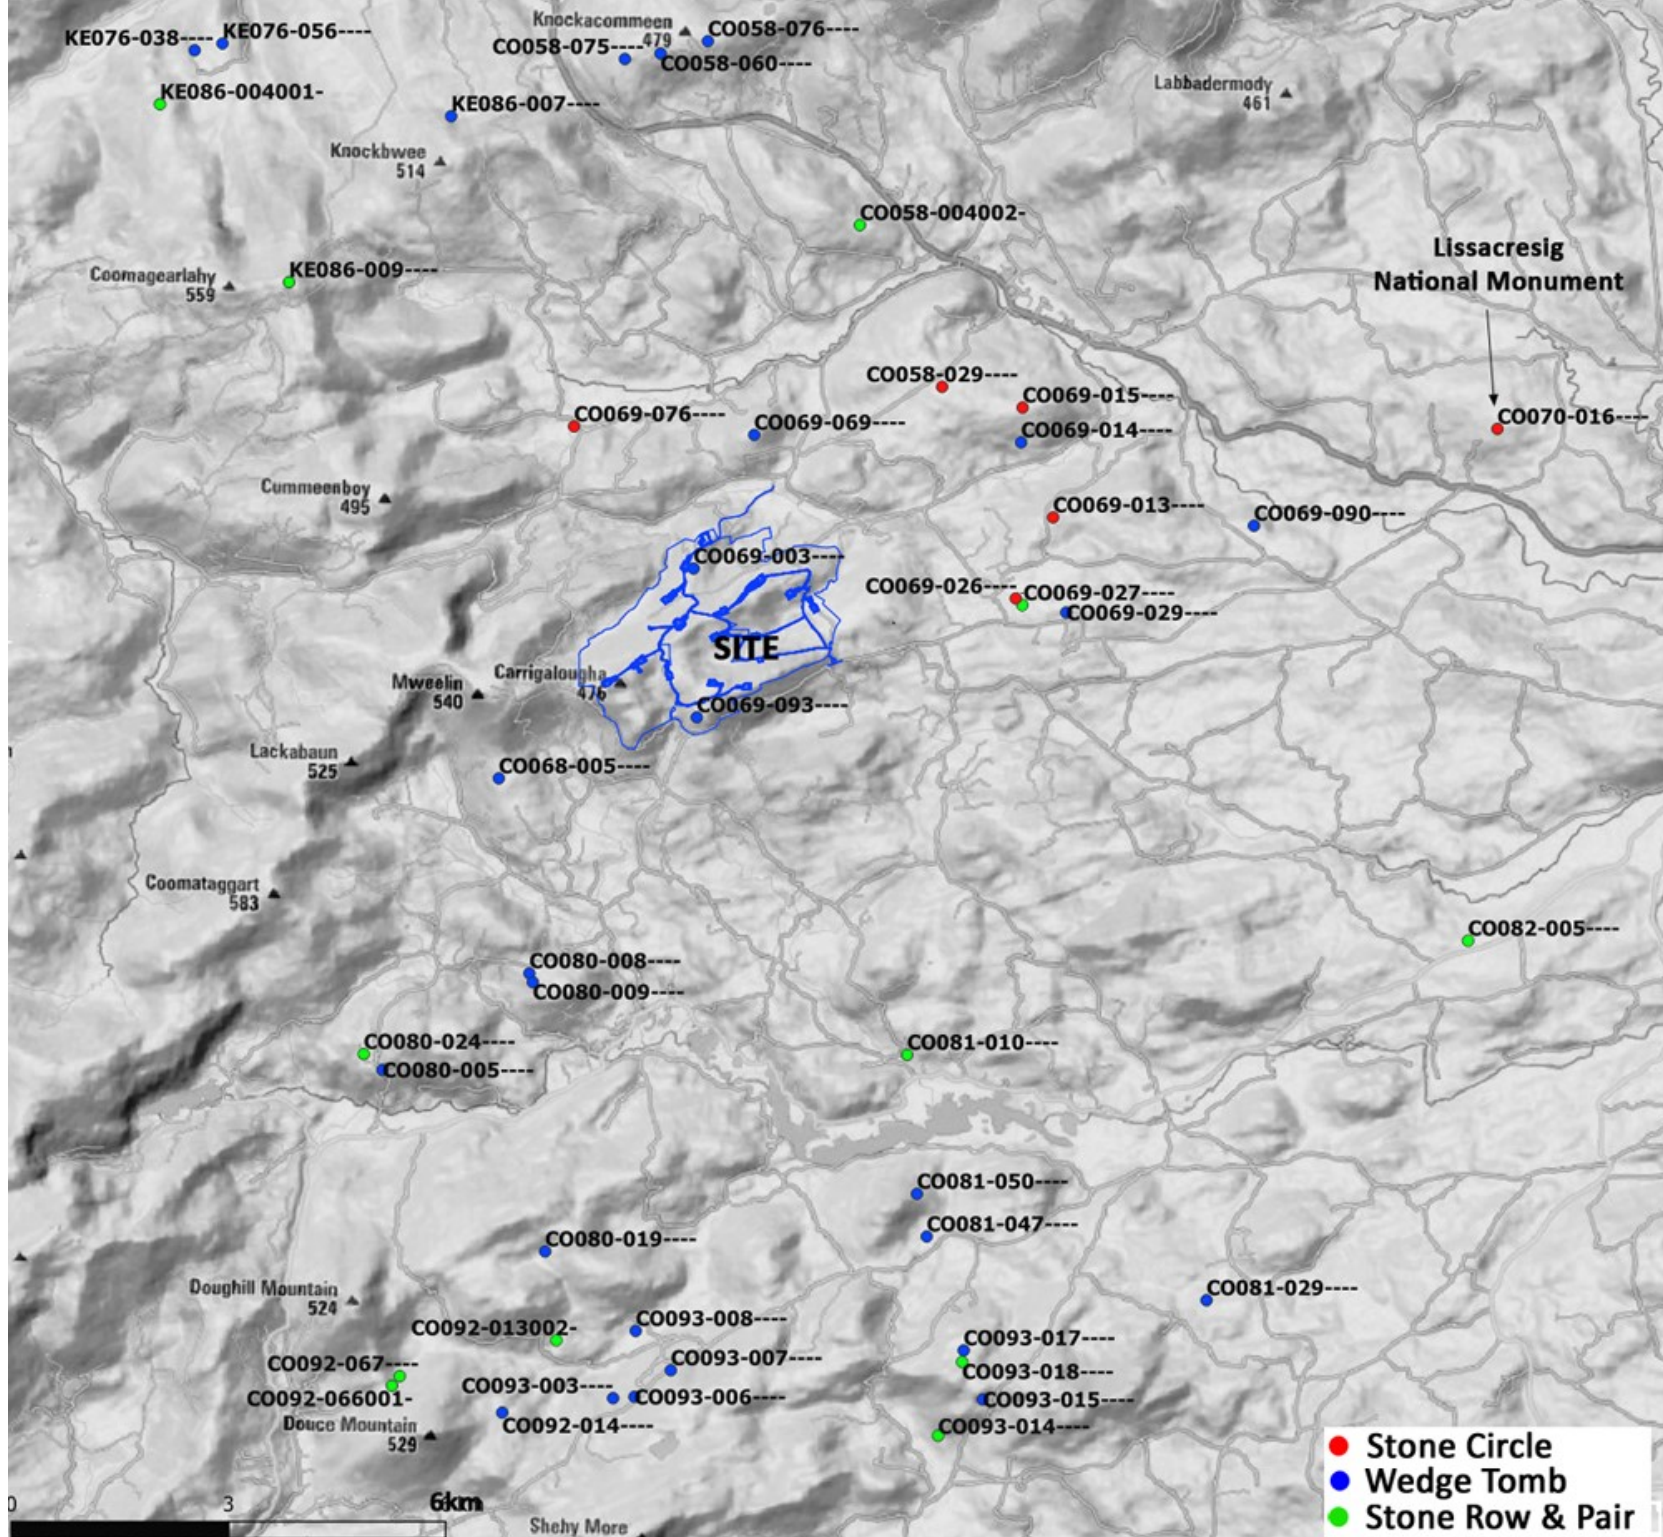 Knockacommeen
479
CO058-076----
KE076-038----
KE076-056----
CO058-075----
CO058-060----
Labbadermody
461
KE086-004001-
KE086-007----
Knockbwee
514
CO058-004002-
Lissacresig
National Monument
Coomagearlahy
559
KE086-009----
CO058-029----
CO069-015----
CO069-076----
CO069-069----
CO069-014----
CO070-016----
Cummeenboy
495
CO069-013----
CO069-090----
CO069-003----
CO069-026----
CO069-027----
CO069-029----
SITE
Mweelin
540
Carrigalougha
476
CO069-093----
Lackabaun
525
CO068-005----
Coomataggart
583
CO082-005----
CO080-008----
CO080-009----
CO080-024----
CO080-005----
CO081-010----
CO081-050----
CO081-047----
CO080-019----
Doughill Mountain
524
CO081-029----
CO092-013002-
CO093-008----
CO093-017----
CO092-067----
CO093-007----
CO093-018----
CO092-066001-
CO093-003----
CO093-006----
CO093-015----
CO092-014----
CO093-014----
Douce Mountain
529
Stone Circle
Wedge Tomb
Stone Row & Pair
0 3 6km
Shehy More